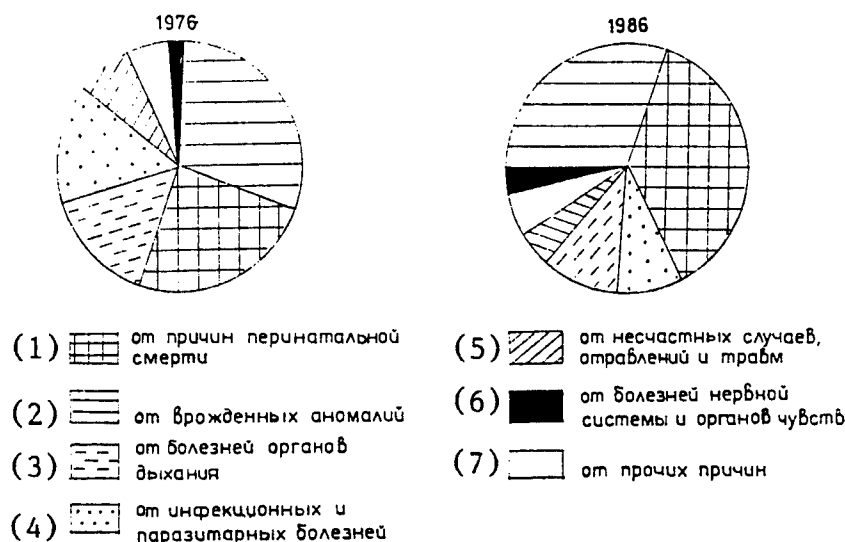 1976
1986
(1) от причин перинатальной
смерти
(2) от врожденных аномалий
(3) от болезней органов
дыхания
(4) от инфекционных и
паразитарных болезней
(5) от несчастных случаев,
отравлений и травм
(6) от болезней нервной
системы и органов чувств
(7) от прочих причин